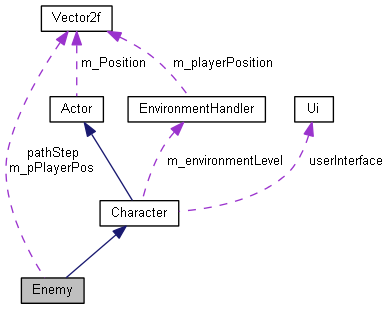 Vector2f
m_Position
m_playerPosition
Actor
EnvironmentHandler
Ui
pathStep
m_pPlayerPos
m_environmentLevel
userInterface
Character
Enemy